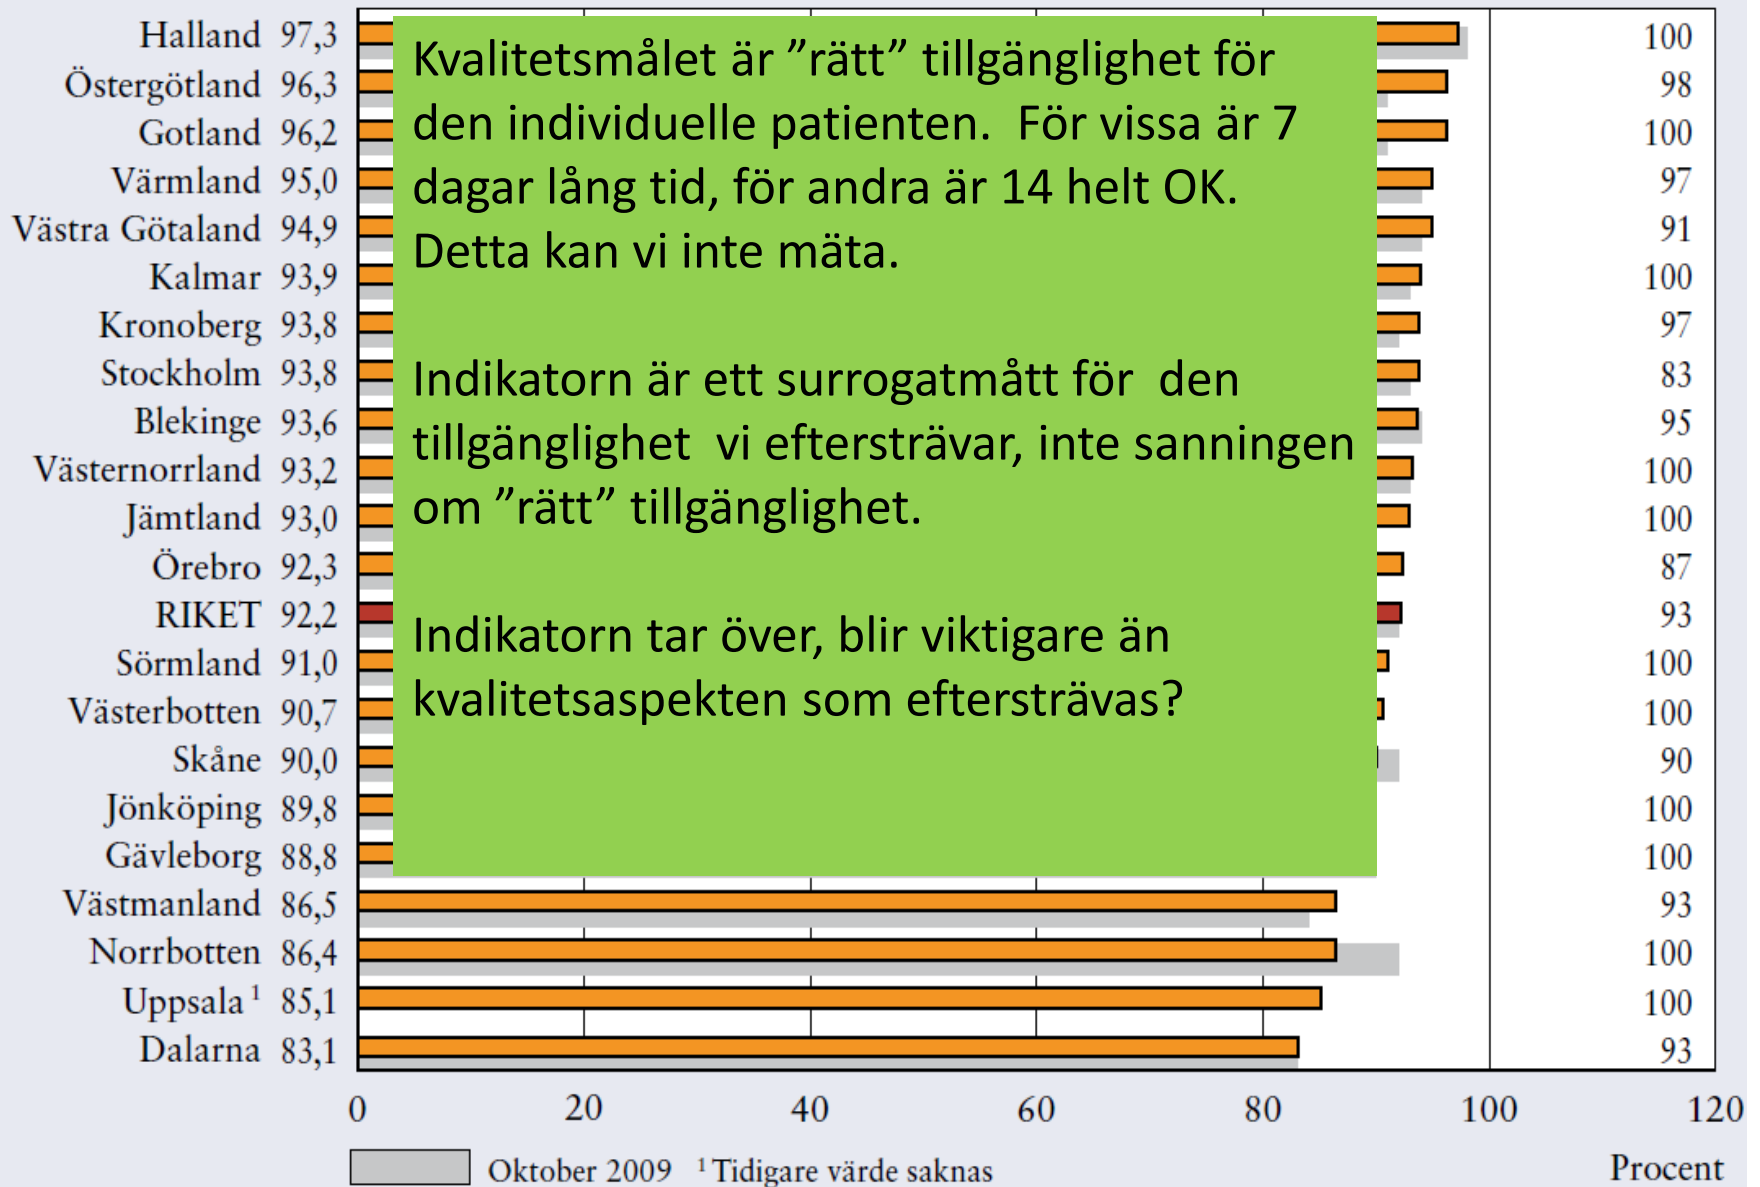 Halland 97,3 100
Östergötland 96,3 98
Gotland 96,2 100
Värmland 95,0 97
Västra Götaland 94,9 91
Kalmar 93,9 100
Kronoberg 93,8 97
Stockholm 93,8 83
Blekinge 93,6 95
Västernorrland 93,2 100
Jämtland 93,0 100
Örebro 92,3 87
RIKET 92,2 93
Sörmland 91,0 100
Västerbotten 90,7 100
Skåne 90,0 90
Jönköping 89,8 100
Gävleborg 88,8 100
Västmanland 86,5 93
Norrbotten 86,4 100
Uppsala ¹ 85,1 100
Dalarna 83,1 93
Kvalitetsmålet är ”rätt” tillgänglighet för
den individuelle patienten. För vissa är 7
dagar lång tid, för andra är 14 helt OK.
Detta kan vi inte mäta.
Indikatorn är ett surrogatmått för den
tillgänglighet vi eftersträvar, inte sanningen
om ”rätt” tillgänglighet.
Indikatorn tar över, blir viktigare än
kvalitetsaspekten som eftersträvas?
0 20 40 60 80 100 120
Oktober 2009 ¹ Tidigare värde saknas Procent